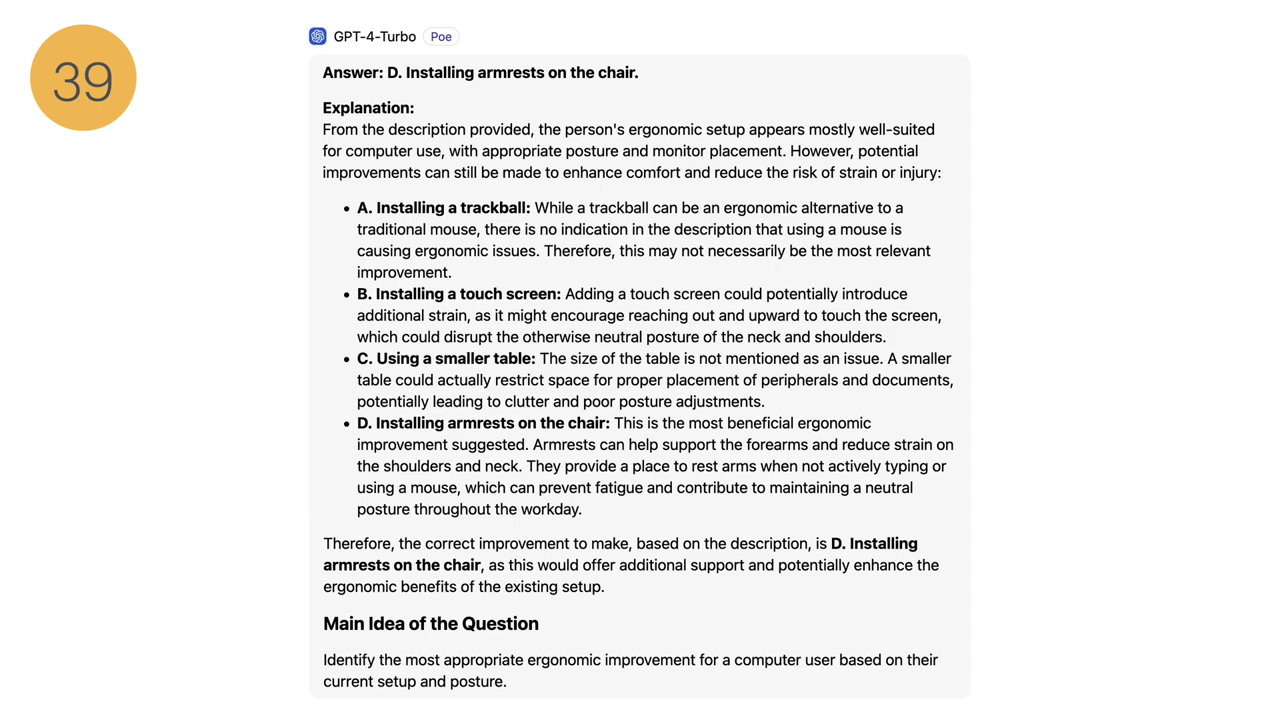 39
GPT-4-Turbo Poe
Answer: D. Installing armrests on the chair.
Explanation:
From the description provided, the person's ergonomic setup appears mostly well-suited
for computer use, with appropriate posture and monitor placement. However, potential
improvements can still be made to enhance comfort and reduce the risk of strain or injury:
• A. Installing a trackball: While a trackball can be an ergonomic alternative to a
traditional mouse, there is no indication in the description that using a mouse is
causing ergonomic issues. Therefore, this may not necessarily be the most relevant
improvement.
• B. Installing a touch screen: Adding a touch screen could potentially introduce
additional strain, as it might encourage reaching out and upward to touch the screen,
which could disrupt the otherwise neutral posture of the neck and shoulders.
• C. Using a smaller table: The size of the table is not mentioned as an issue. A smaller
table could actually restrict space for proper placement of peripherals and documents,
potentially leading to clutter and poor posture adjustments.
• D. Installing armrests on the chair: This is the most beneficial ergonomic
improvement suggested. Armrests can help support the forearms and reduce strain on
the shoulders and neck. They provide a place to rest arms when not actively typing or
using a mouse, which can prevent fatigue and contribute to maintaining a neutral
posture throughout the workday.
Therefore, the correct improvement to make, based on the description, is D. Installing
armrests on the chair, as this would offer additional support and potentially enhance the
ergonomic benefits of the existing setup.
Main Idea of the Question
Identify the most appropriate ergonomic improvement for a computer user based on their
current setup and posture.